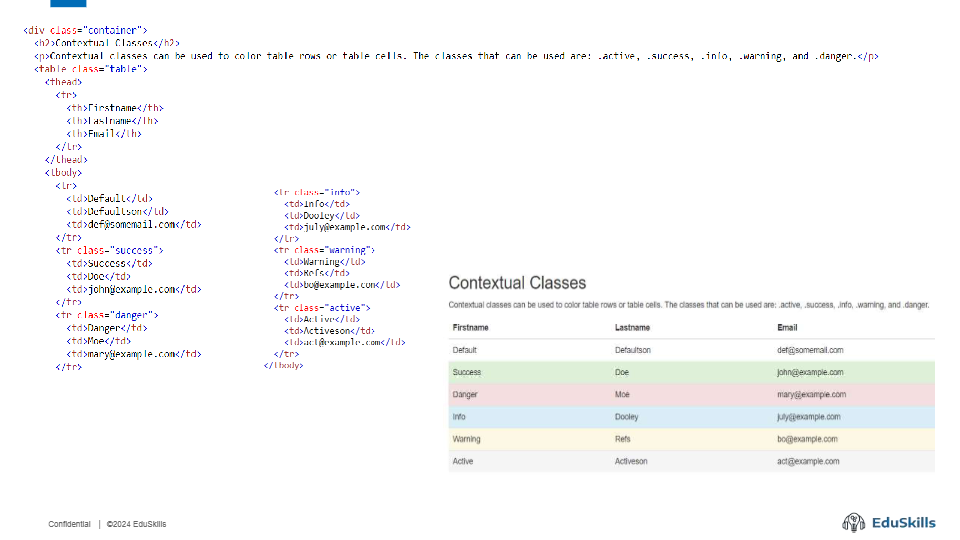 <div class="container">
<h2>Contextual Classes</h2>
<p>Contextual classes can be used to color table rows or table cells. The classes that can be used are: .active, .success, .info, .warning, and .danger.</p>
<table class="table">
<thead>
<tr>
<th>Firstname</th>
<th>Lastname</th>
<th>Email</th>
</tr>
</thead>
<tbody>
<tr>
<td>Default</td>
<td>Defaultson</td>
<td>def@somemail.com</td>
</tr>
<tr class="success">
<td>Success</td>
<td>Doe</td>
<td>john@example.com</td>
</tr>
<tr class="danger">
<td>Danger</td>
<td>Moe</td>
<td>mary@example.com</td>
</tr>
<tr class="info">
<td>Info</td>
<td>Dooley</td>
<td>july@example.com</td>
</tr>
<tr class="warning">
<td>Warning</td>
<td>Refs</td>
<td>bo@example.com</td>
</tr>
<tr class="active">
<td>Active</td>
<td>Activeson</td>
<td>act@example.com</td>
</tr>
</tbody>
Contextual Classes
Contextual classes can be used to color table rows or table cells. The classes that can be used are: .active, .success, .info, .warning, and .danger.
Firstname Lastname Email
Default Defaultson def@somemail.com
Success Doe john@example.com
Danger Moe mary@example.com
Info Dooley july@example.com
Warning Refs bo@example.com
Active Activeson act@example.com
Confidential | ©2024 EduSkills
EduSkills